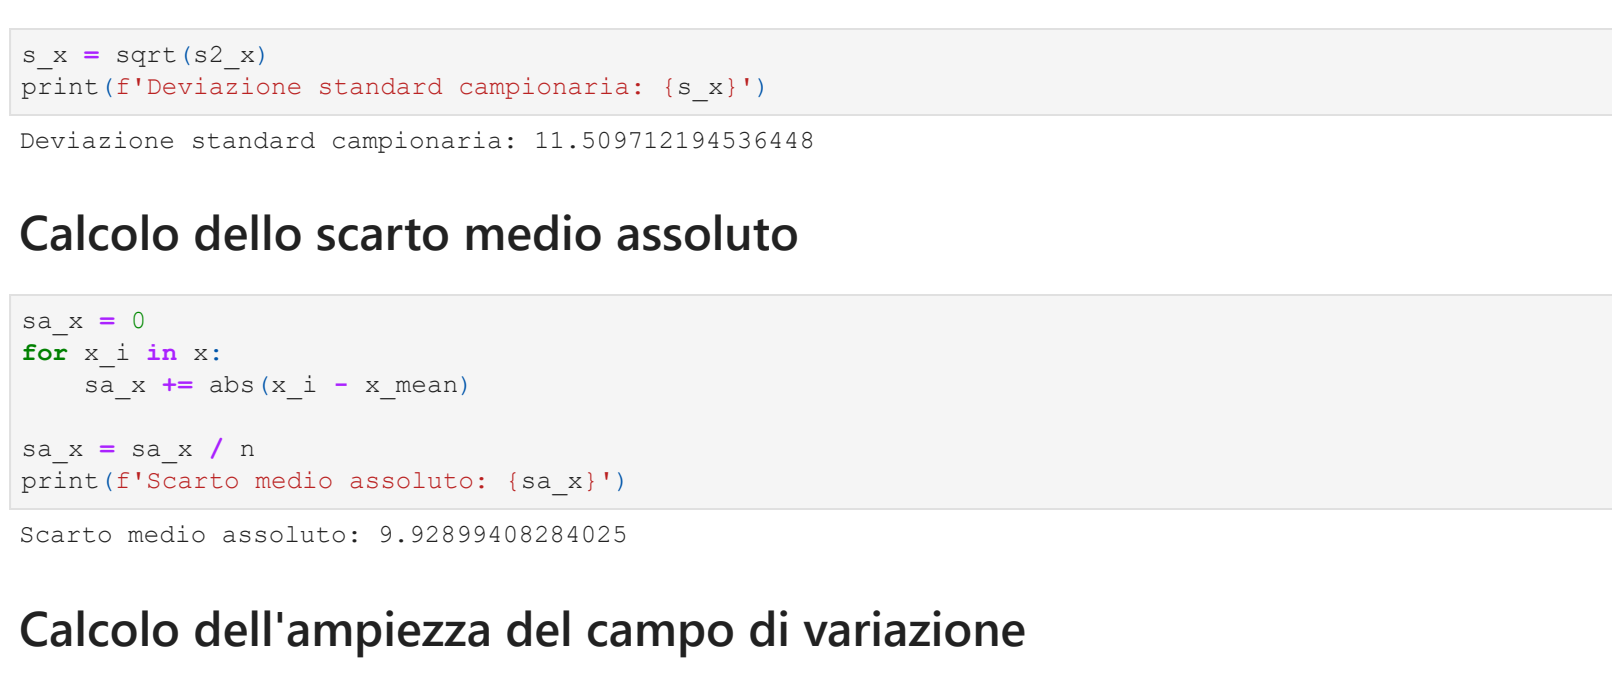 s_x = sqrt(s2_x)
print(f'Deviazione standard campionaria: {s_x}')
Deviazione standard campionaria: 11.509712194536448
Calcolo dello scarto medio assoluto
sa_x = 0
for x_i in x:
    sa_x += abs(x_i - x_mean)
sa_x = sa_x / n
print(f'Scarto medio assoluto: {sa_x}')
Scarto medio assoluto: 9.92899408284025
Calcolo dell'ampiezza del campo di variazione